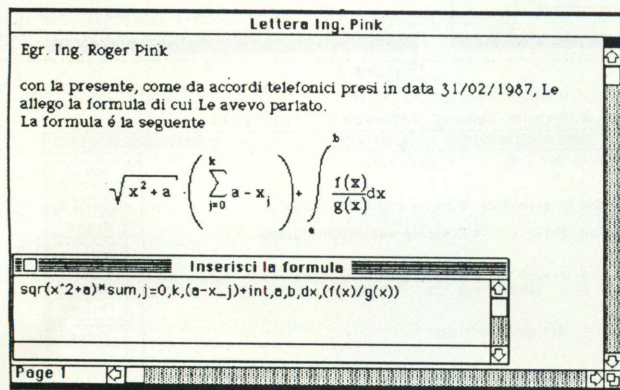 Lettera Ing. Pink
Egr. Ing. Roger Pink
con la presente, come da accordi telefonici presi in data 31/02/1987, Le
allego la formula di cui Le avevo parlato.
La formula é la seguente
√(x²+a) · (∑_{j=0}^{k} a - x_j) + ∫_a^b f(x)/g(x) dx
Inserisci la formula
sqr(x^2+a)*sum,j=0,k,(a-x_j)+int,a,b,dx,(f(x)/g(x))
Page 1